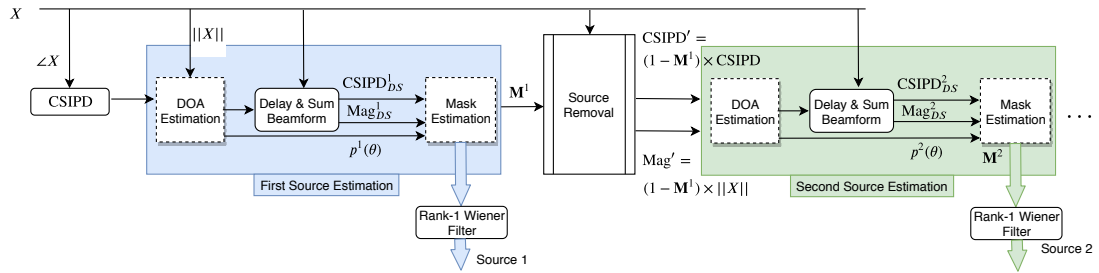 X
∠X
||X||
CSIPD
DOA
Estimation
Delay & Sum
Beamform
CSIPD¹_DS
Mag¹_DS
p¹(θ)
Mask
Estimation
First Source Estimation
Rank-1 Wiener
Filter
Source 1
M¹
Source
Removal
CSIPD′ =
(1 − M¹) × CSIPD
Mag′ =
(1 − M¹) × ||X||
DOA
Estimation
Delay & Sum
Beamform
CSIPD²_DS
Mag²_DS
p²(θ)
Mask
Estimation
M²
Second Source Estimation
Rank-1 Wiener
Filter
Source 2
...